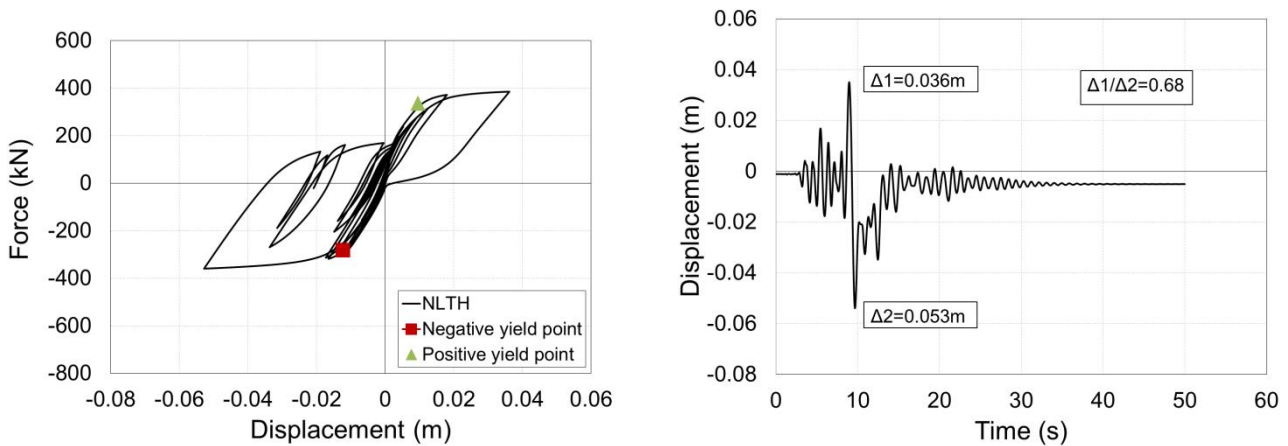 600
400
200
0
-200
-400
-600
-800
Force (kN)
-0.08 -0.06 -0.04 -0.02 0 0.02 0.04 0.06
Displacement (m)
NLTH
Negative yield point
Positive yield point
0.06
0.04
0.02
0.00
-0.02
-0.04
-0.06
-0.08
Displacement (m)
Δ1=0.036m
Δ1/Δ2=0.68
Δ2=0.053m
0 10 20 30 40 50 60
Time (s)